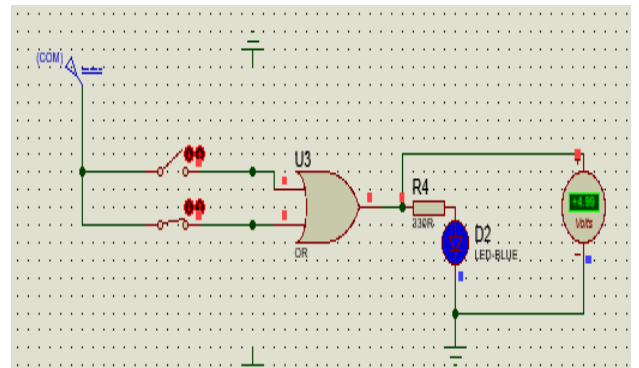 (COM)
U3
OR
R4
330R
D2
LED-BLUE
+4.99
Volts